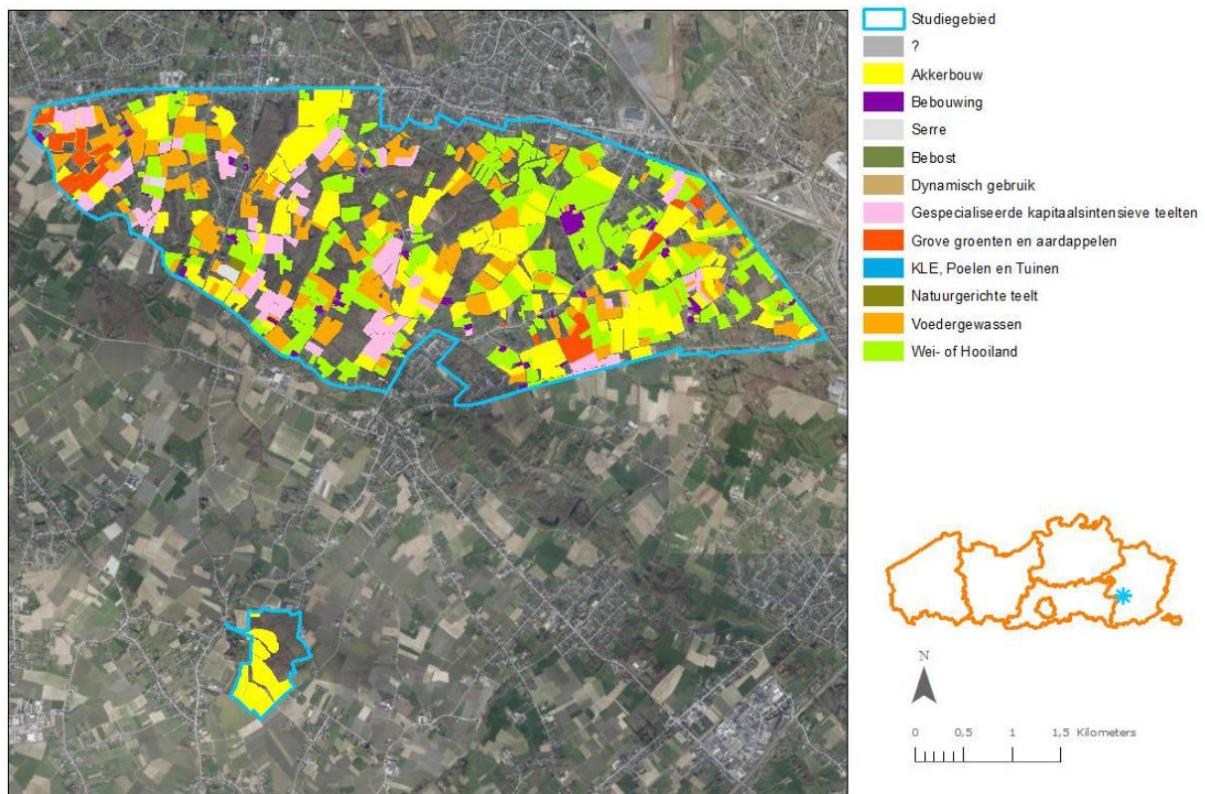 Studiegebied
?
Akkerbouw
Bebouwing
Serre
Bebost
Dynamisch gebruik
Gespecialiseerde kapitaalsintensieve teelten
Grove groenten en aardappelen
KLE, Poelen en Tuinen
Natuurgerichte teelt
Voedergewassen
Wei- of Hooiland
N
0 0,5 1 1,5 Kilometers